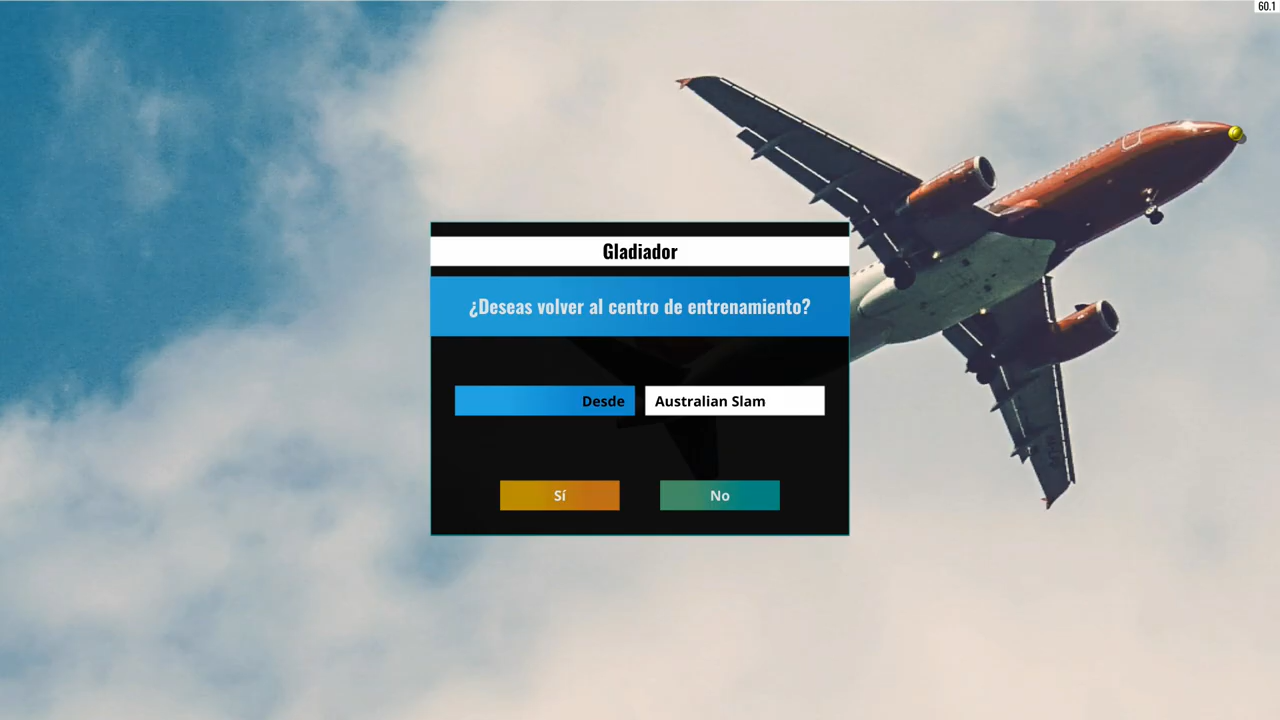 60.1
Gladiador
¿Deseas volver al centro de entrenamiento?
Desde Australian Slam
Sí No